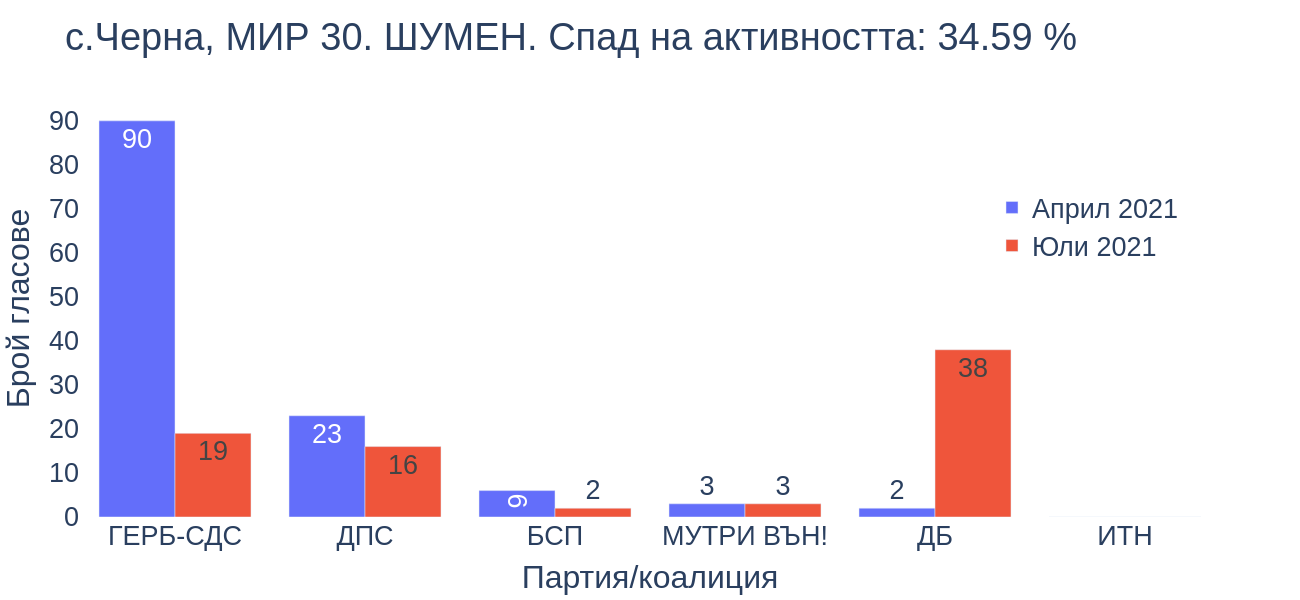 с.Черна, МИР 30. ШУМЕН. Спад на активността: 34.59 %
Брой гласове
90
80
70
60
50
40
30
20
10
0
90
19
23
16
6
2
3
3
2
38
Април 2021
Юли 2021
ГЕРБ-СДС
ДПС
БСП
МУТРИ ВЪН!
ДБ
ИТН
Партия/коалиция